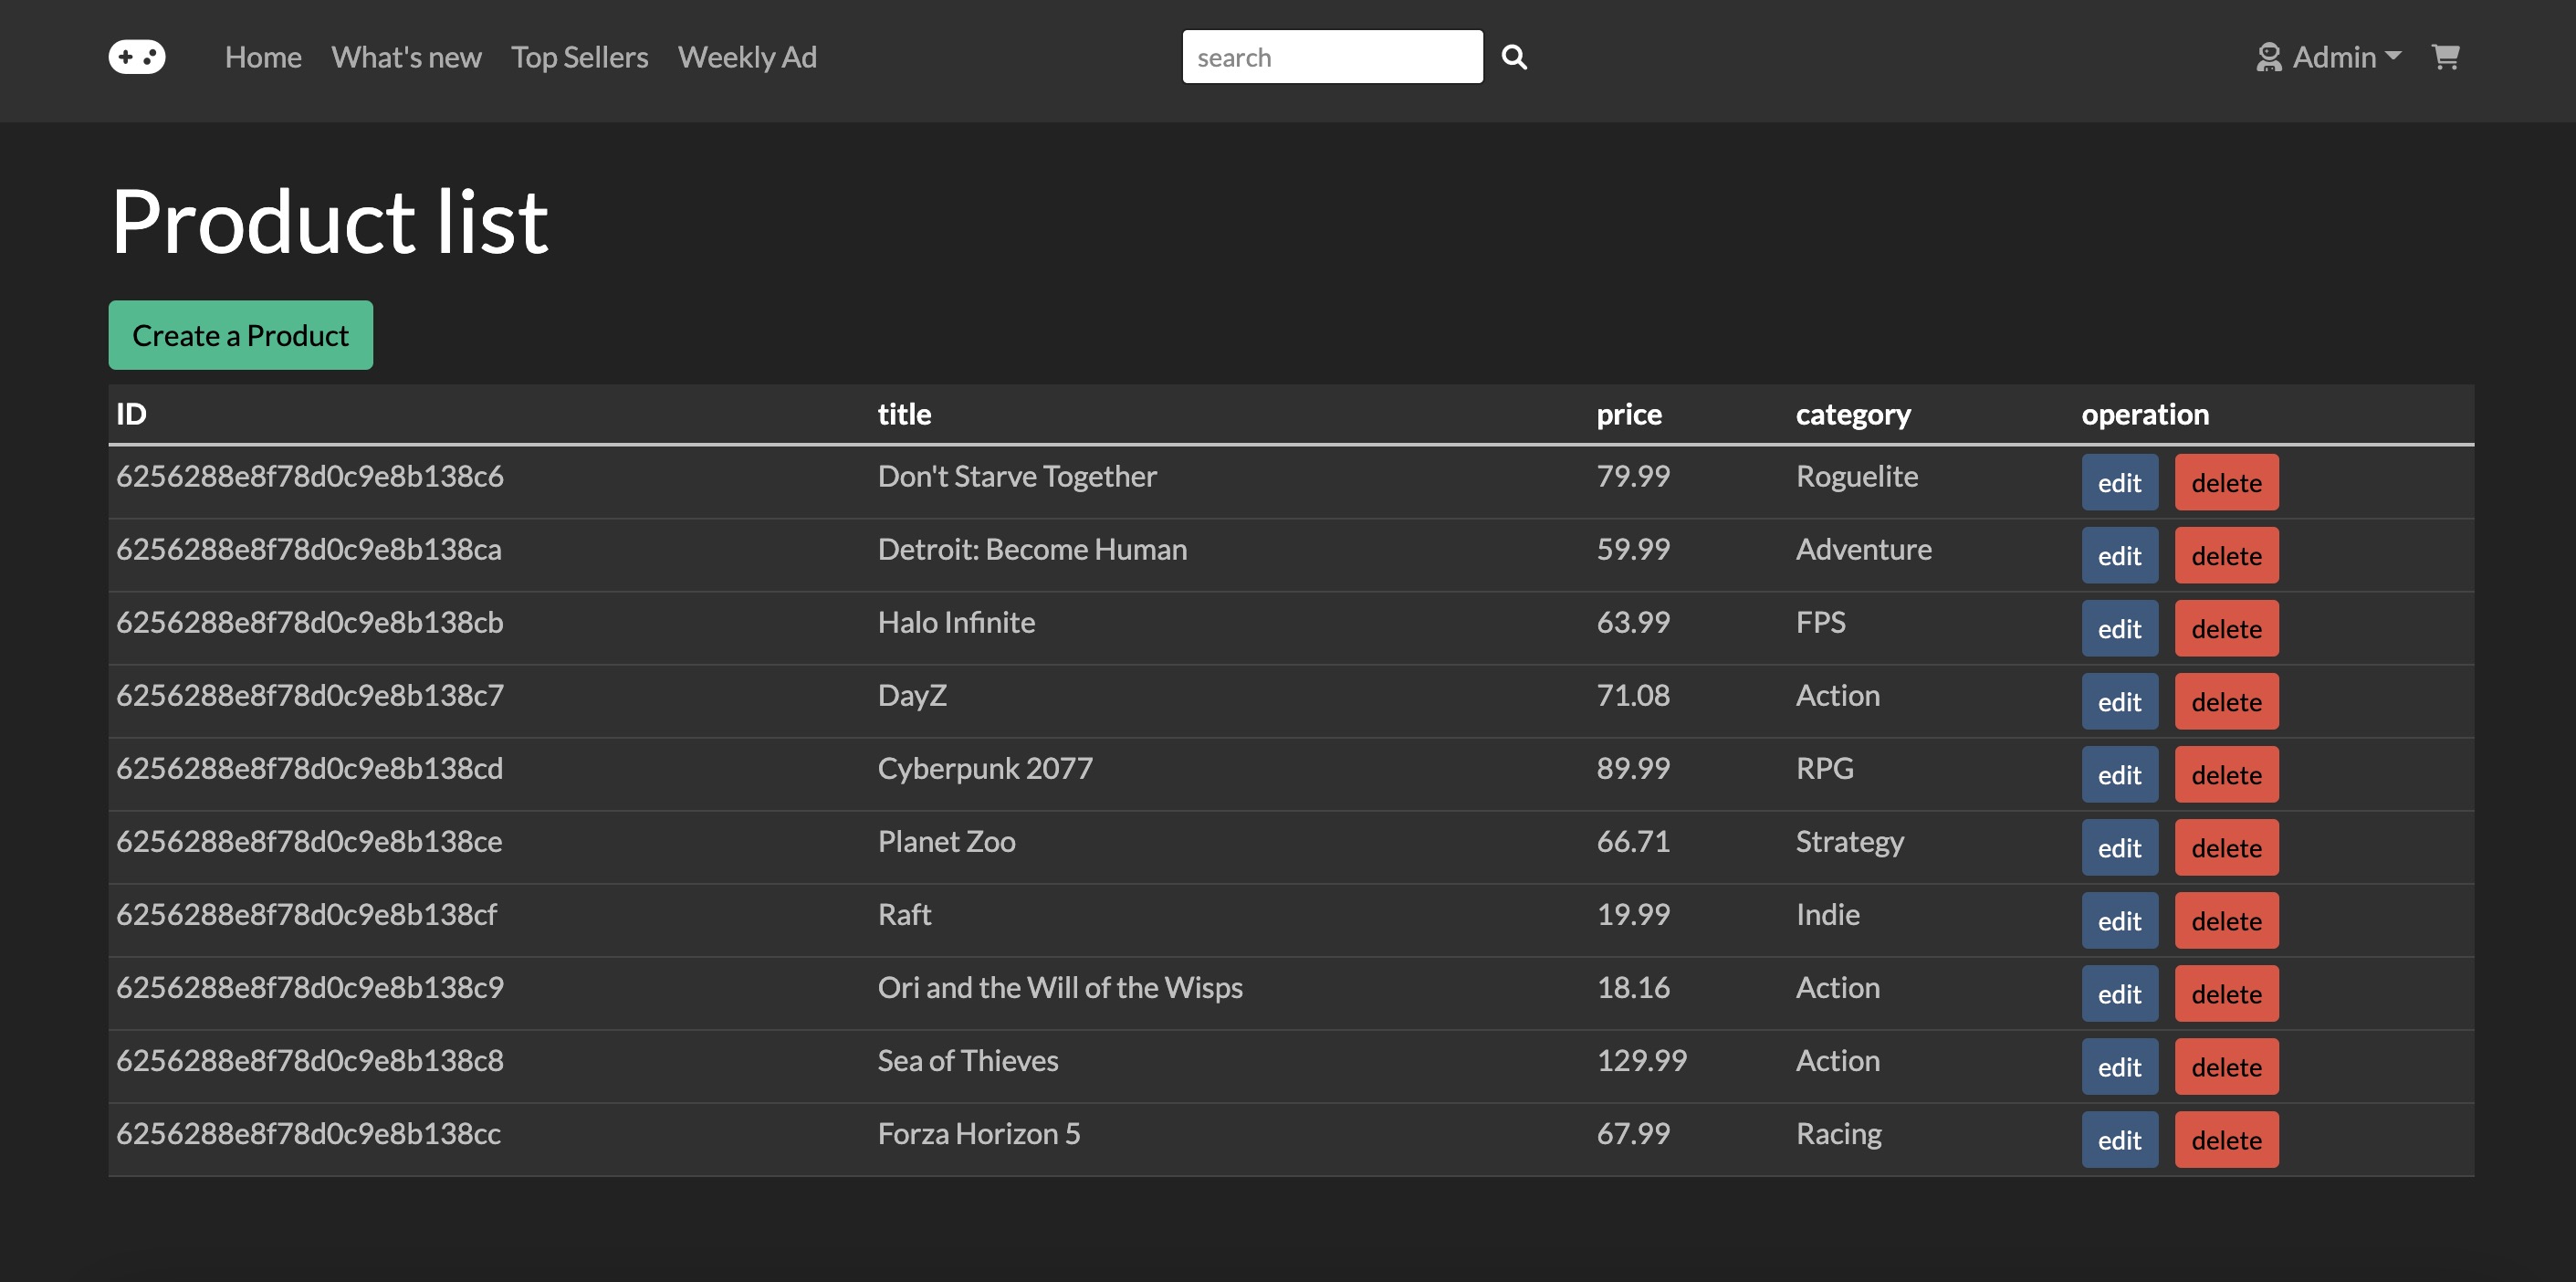 Home What's new Top Sellers Weekly Ad search Admin
Product list
Create a Product
ID title price category operation
6256288e8f78d0c9e8b138c6 Don't Starve Together 79.99 Roguelite edit delete
6256288e8f78d0c9e8b138ca Detroit: Become Human 59.99 Adventure edit delete
6256288e8f78d0c9e8b138cb Halo Infinite 63.99 FPS edit delete
6256288e8f78d0c9e8b138c7 DayZ 71.08 Action edit delete
6256288e8f78d0c9e8b138cd Cyberpunk 2077 89.99 RPG edit delete
6256288e8f78d0c9e8b138ce Planet Zoo 66.71 Strategy edit delete
6256288e8f78d0c9e8b138cf Raft 19.99 Indie edit delete
6256288e8f78d0c9e8b138c9 Ori and the Will of the Wisps 18.16 Action edit delete
6256288e8f78d0c9e8b138c8 Sea of Thieves 129.99 Action edit delete
6256288e8f78d0c9e8b138cc Forza Horizon 5 67.99 Racing edit delete